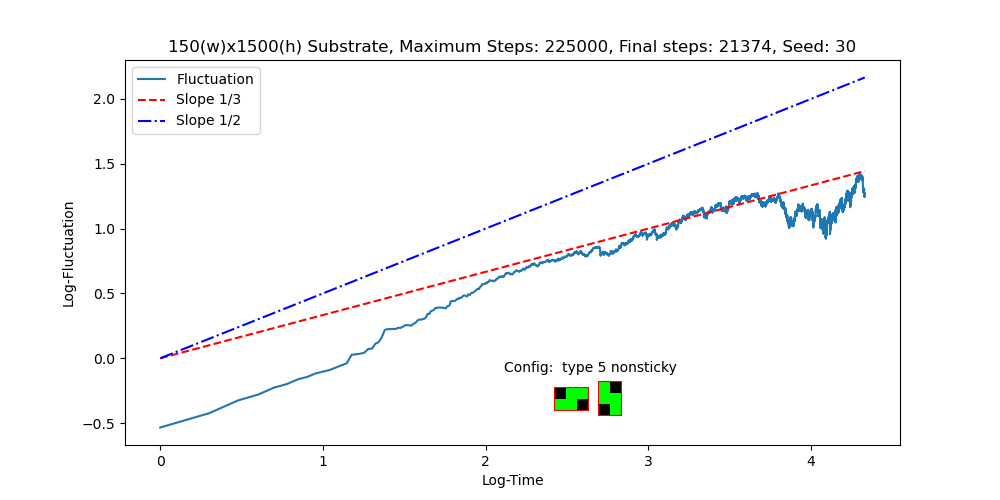 150(w)x1500(h) Substrate, Maximum Steps: 225000, Final steps: 21374, Seed: 30
Fluctuation
Slope 1/3
Slope 1/2
2.0
1.5
1.0
0.5
0.0
−0.5
Log-Fluctuation
Config:  type 5 nonsticky
0 1 2 3 4
Log-Time